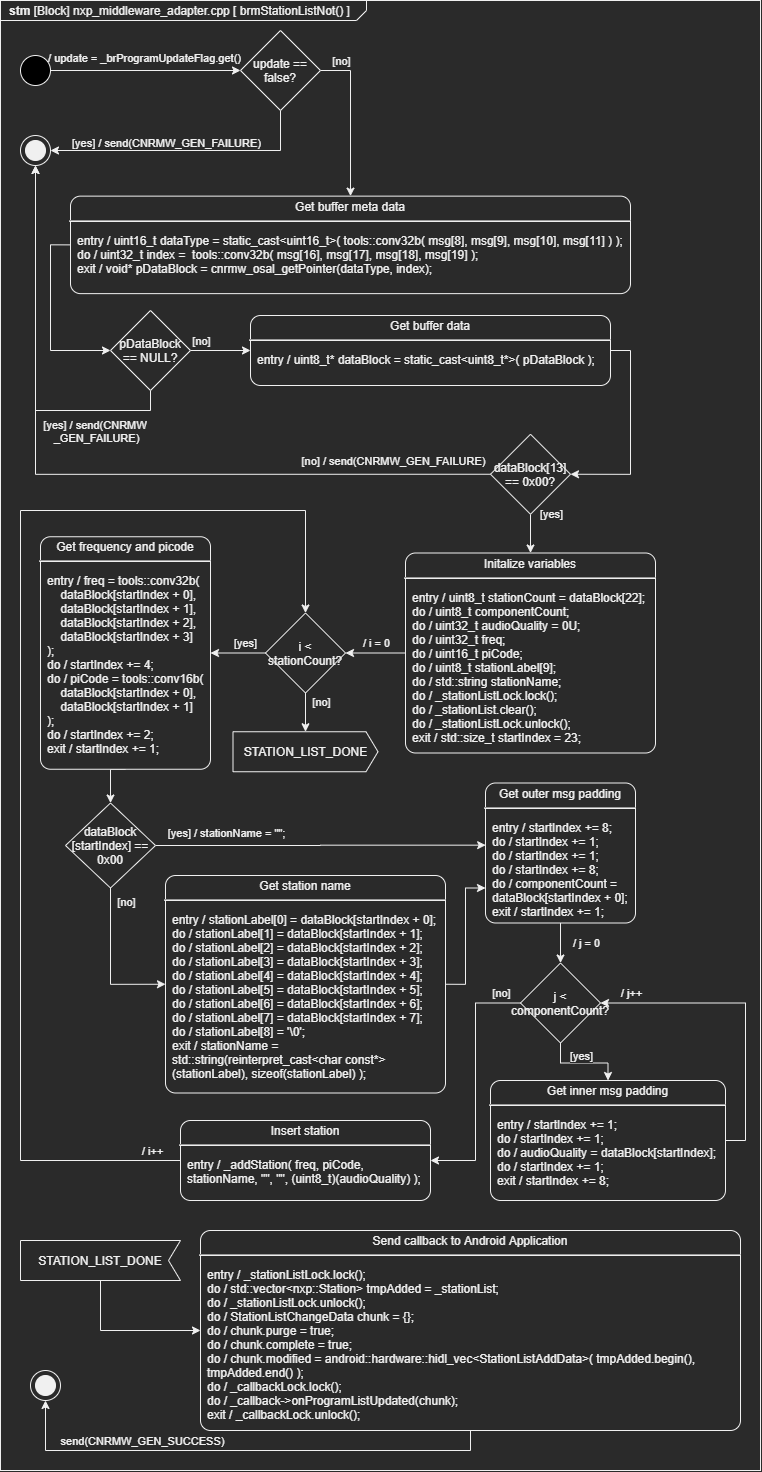 stm [Block] nxp_middleware_adapter.cpp [ brmStationListNot() ]
/ update = _brProgramUpdateFlag.get()
update ==
false?
[no]
[yes] / send(CNRMW_GEN_FAILURE)
Get buffer meta data
entry / uint16_t dataType = static_cast<uint16_t>( tools::conv32b( msg[8], msg[9], msg[10], msg[11] ) );
do / uint32_t index =  tools::conv32b( msg[16], msg[17], msg[18], msg[19] );
exit / void* pDataBlock = cnrmw_osal_getPointer(dataType, index);
pDataBlock
== NULL?
[no]
Get buffer data
entry / uint8_t* dataBlock = static_cast<uint8_t*>( pDataBlock );
[yes] / send(CNRMW
_GEN_FAILURE)
[no] / send(CNRMW_GEN_FAILURE)
dataBlock[13]
== 0x00?
[yes]
Initalize variables
entry / uint8_t stationCount = dataBlock[22];
do / uint8_t componentCount;
do / uint32_t audioQuality = 0U;
do / uint32_t freq;
do / uint16_t piCode;
do / uint8_t stationLabel[9];
do / std::string stationName;
do / _stationListLock.lock();
do / _stationList.clear();
do / _stationListLock.unlock();
exit / std::size_t startIndex = 23;
/ i = 0
i <
stationCount?
[yes]
[no]
STATION_LIST_DONE
Get frequency and picode
entry / freq = tools::conv32b(
dataBlock[startIndex + 0],
dataBlock[startIndex + 1],
dataBlock[startIndex + 2],
dataBlock[startIndex + 3]
);
do / startIndex += 4;
do / piCode = tools::conv16b(
dataBlock[startIndex + 0],
dataBlock[startIndex + 1]
);
do / startIndex += 2;
exit / startIndex += 1;
dataBlock
[startIndex] ==
0x00
[yes] / stationName = "";
[no]
Get station name
entry / stationLabel[0] = dataBlock[startIndex + 0];
do / stationLabel[1] = dataBlock[startIndex + 1];
do / stationLabel[2] = dataBlock[startIndex + 2];
do / stationLabel[3] = dataBlock[startIndex + 3];
do / stationLabel[4] = dataBlock[startIndex + 4];
do / stationLabel[5] = dataBlock[startIndex + 5];
do / stationLabel[6] = dataBlock[startIndex + 6];
do / stationLabel[7] = dataBlock[startIndex + 7];
do / stationLabel[8] = '\0';
exit / stationName =
std::string(reinterpret_cast<char const*>
(stationLabel), sizeof(stationLabel) );
Get outer msg padding
entry / startIndex += 8;
do / startIndex += 1;
do / startIndex += 1;
do / startIndex += 8;
do / componentCount =
dataBlock[startIndex + 0];
exit / startIndex += 1;
/ j = 0
j <
componentCount?
[no]
/ j++
[yes]
Get inner msg padding
entry / startIndex += 1;
do / startIndex += 1;
do / audioQuality = dataBlock[startIndex];
do / startIndex += 1;
exit / startIndex += 8;
Insert station
entry / _addStation( freq, piCode,
stationName, "", "", (uint8_t)(audioQuality) );
/ i++
STATION_LIST_DONE
Send callback to Android Application
entry / _stationListLock.lock();
do / std::vector<nxp::Station> tmpAdded = _stationList;
do / _stationListLock.unlock();
do / StationListChangeData chunk = {};
do / chunk.purge = true;
do / chunk.complete = true;
do / chunk.modified = android::hardware::hidl_vec<StationListAddData>( tmpAdded.begin(),
tmpAdded.end() );
do / _callbackLock.lock();
do / _callback->onProgramListUpdated(chunk);
exit / _callbackLock.unlock();
send(CNRMW_GEN_SUCCESS)